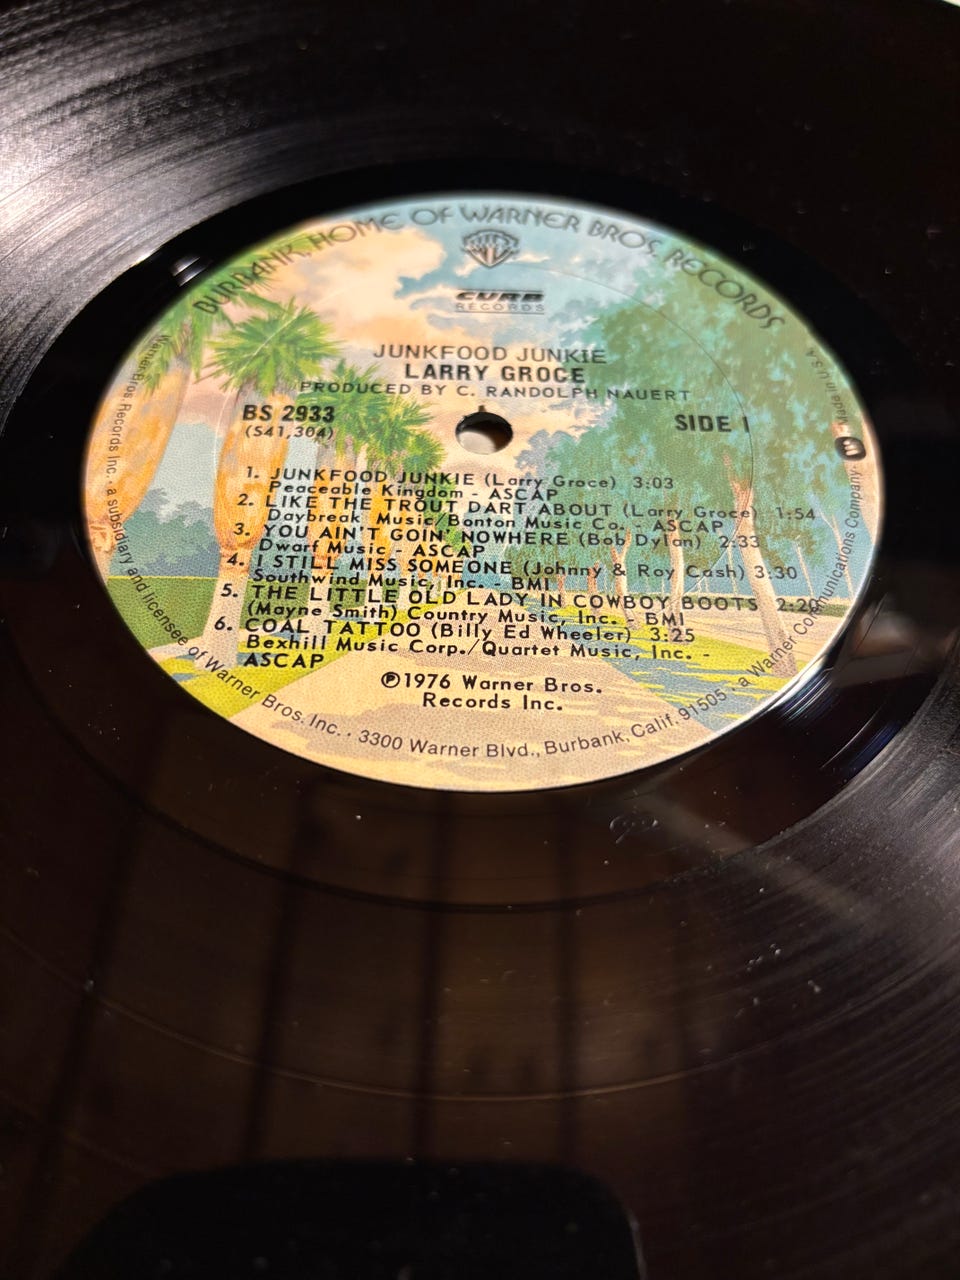 BURBANK, HOME OF WARNER BROS. RECORDS
CURB
RECORDS
JUNKFOOD JUNKIE
LARRY GROCE
PRODUCED BY C. RANDOLPH NAUERT
BS 2933
(S41,304)
SIDE 1
1. JUNKFOOD JUNKIE (Larry Groce) 3:03
Peaceable Kingdom - ASCAP
2. LIKE THE TROUT DART ABOUT (Larry Groce) 1:54
Daybreak Music/Bonton Music Co. - ASCAP
3. YOU AIN'T GOIN' NOWHERE (Bob Dylan) 2:33
Dwarf Music - ASCAP
4. I STILL MISS SOMEONE (Johnny & Roy Cash) 3:30
Southwind Music, Inc. - BMI
5. THE LITTLE OLD LADY IN COWBOY BOOTS 2:20
(Mayne Smith) Country Music, Inc. - BMI
6. COAL TATTOO (Billy Ed Wheeler) 3:25
Bexhill Music Corp./Quartet Music, Inc. -
ASCAP
℗1976 Warner Bros.
Records Inc.
Warner Bros. Records Inc. · a subsidiary and licensee of Warner Bros. Inc. · 3300 Warner Blvd., Burbank, Calif. 91505 · a Warner Communications Company · Made in U.S.A.